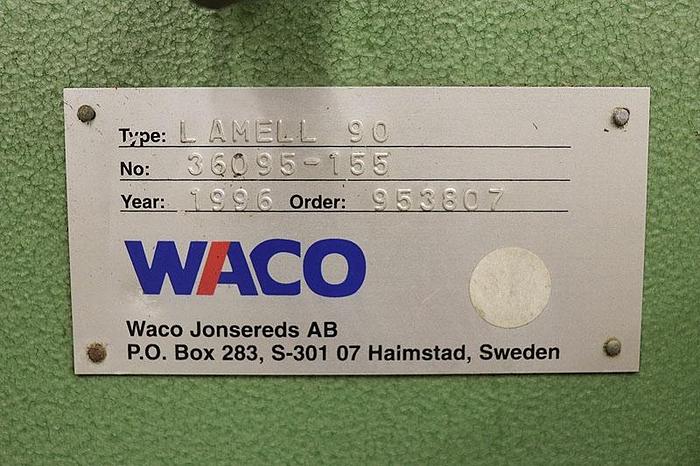 Type: LAMELL 90
No: 36095-155
Year: 1996 Order: 953807
WACO
Waco Jonsereds AB
P.O. Box 283, S-301 07 Haimstad, Sweden